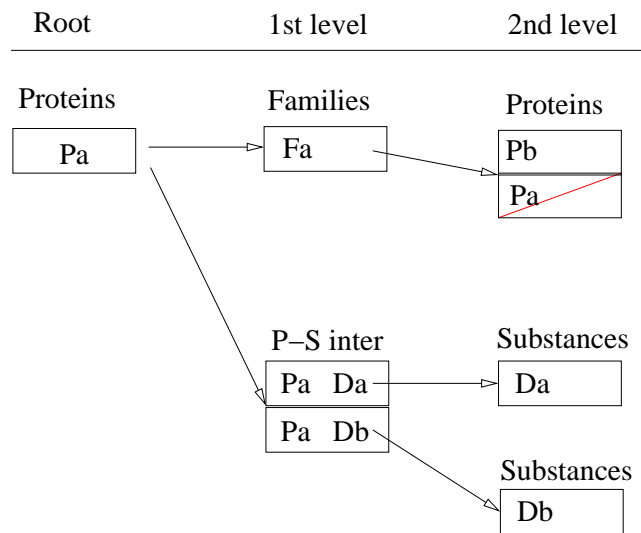 Root 1st level 2nd level
Proteins Families Proteins
Pa Fa Pb
Pa
P–S inter Substances
Pa Da Da
Pa Db
Substances
Db